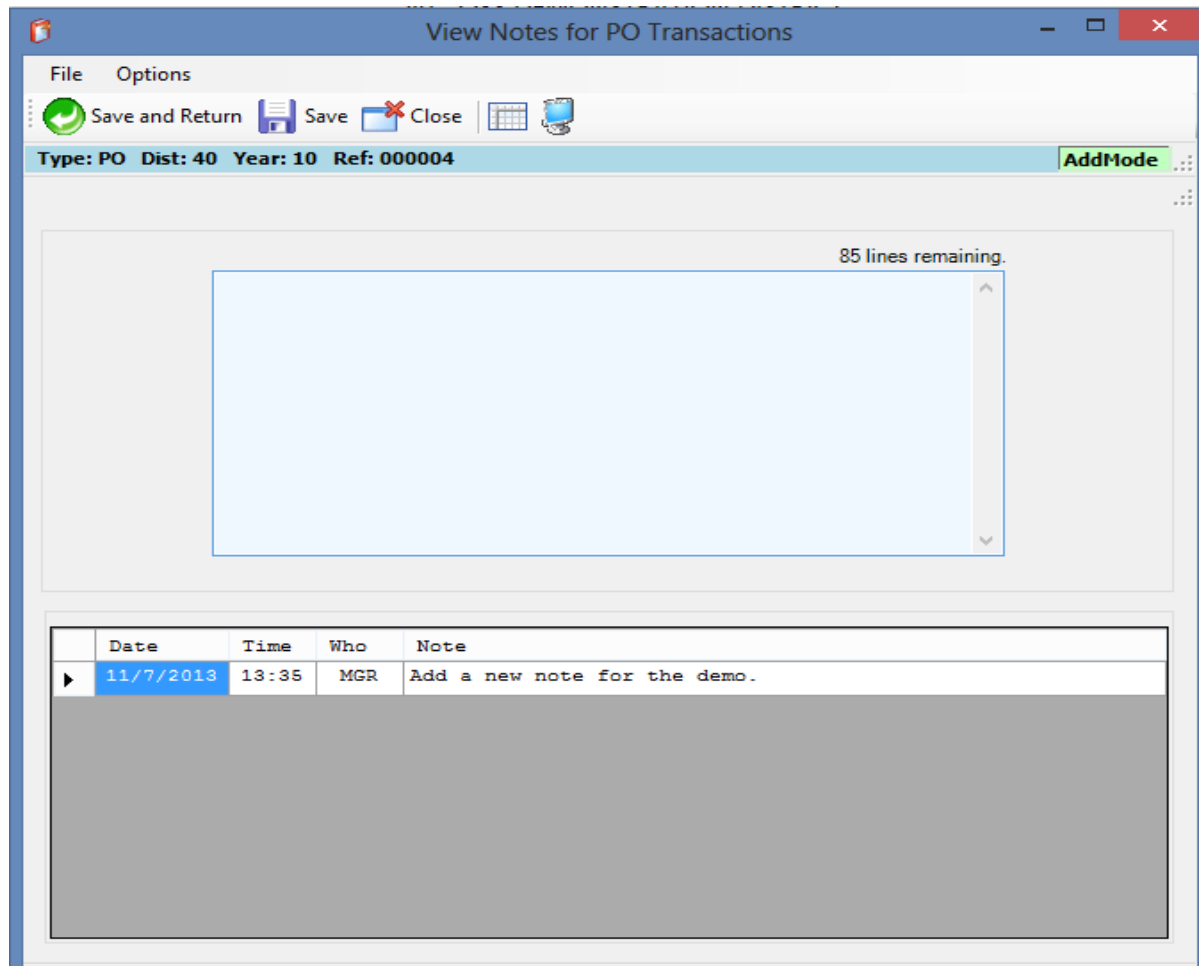 View Notes for PO Transactions
File Options
Save and Return Save Close
Type: PO Dist: 40 Year: 10 Ref: 000004 AddMode
85 lines remaining.
Date Time Who Note
11/7/2013 13:35 MGR Add a new note for the demo.